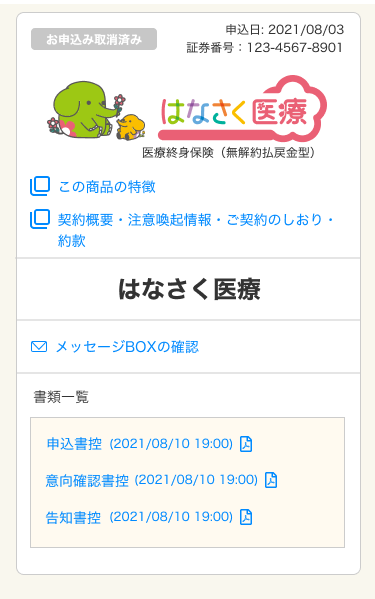 お申込み取消済み
申込日: 2021/08/03
証券番号：123-4567-8901
はなさく医療
医療終身保険（無解約払戻金型）
この商品の特徴
契約概要・注意喚起情報・ご契約のしおり・
約款
はなさく医療
メッセージBOXの確認
書類一覧
申込書控 (2021/08/10 19:00)
意向確認書控 (2021/08/10 19:00)
告知書控 (2021/08/10 19:00)